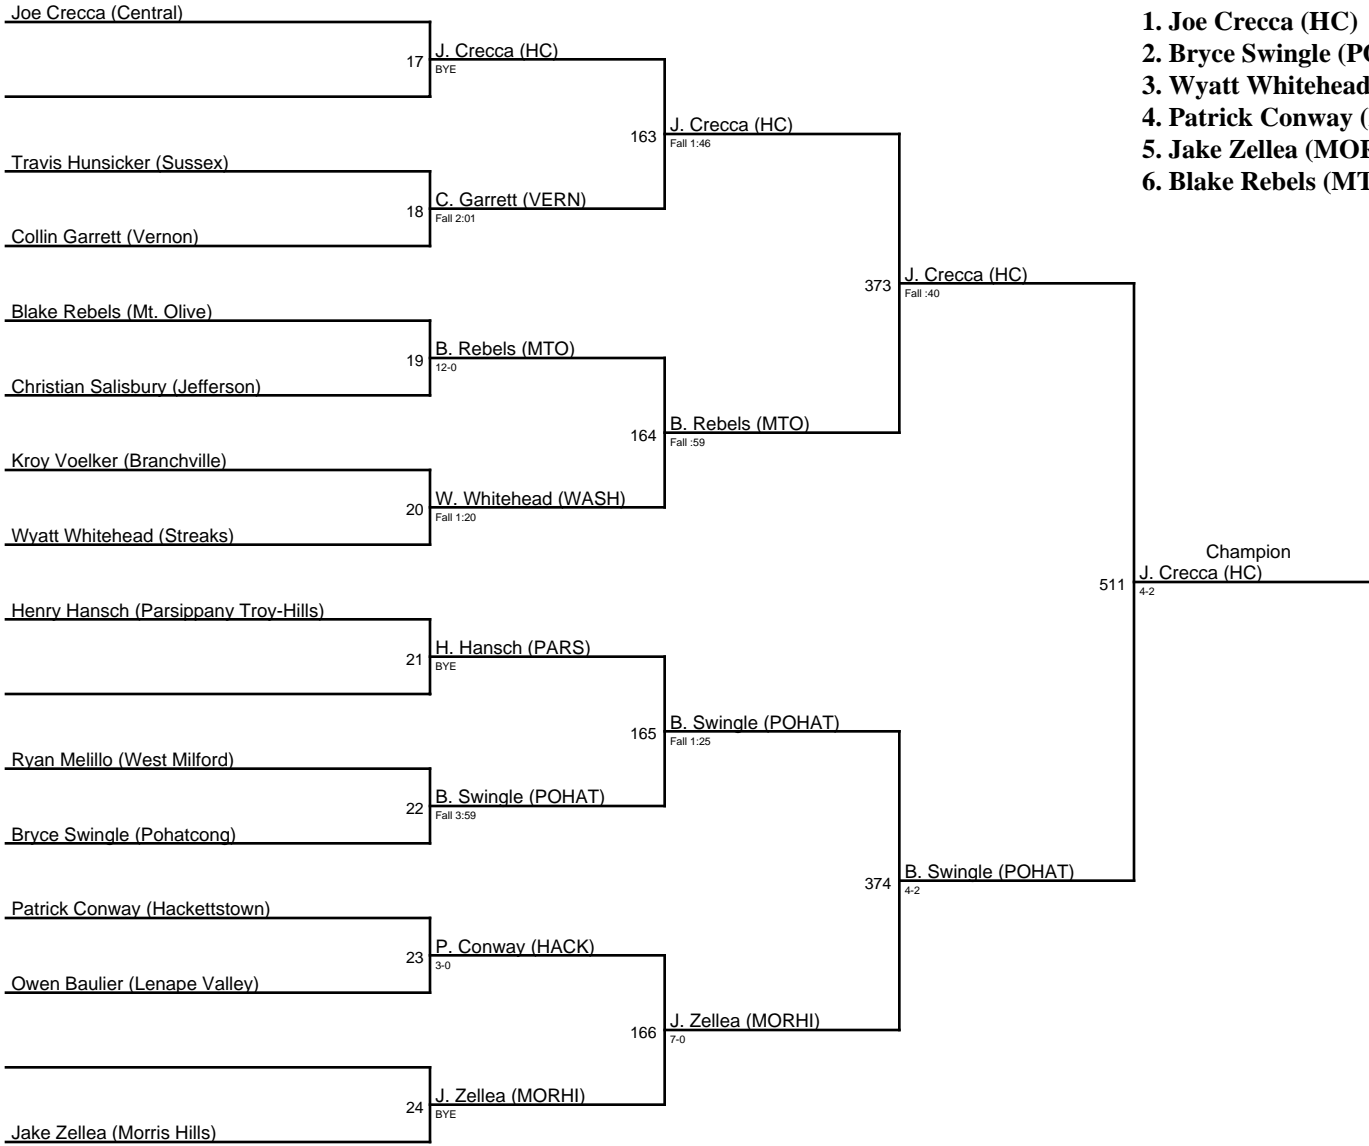 Joe Crecca (Central)
17
J. Crecca (HC)
BYE
163
J. Crecca (HC)
Fall 1:46
Travis Hunsicker (Sussex)
18
C. Garrett (VERN)
Fall 2:01
Collin Garrett (Vernon)
373
J. Crecca (HC)
Fall :40
Blake Rebels (Mt. Olive)
19
B. Rebels (MTO)
12-0
Christian Salisbury (Jefferson)
164
B. Rebels (MTO)
Fall :59
Kroy Voelker (Branchville)
20
W. Whitehead (WASH)
Fall 1:20
Wyatt Whitehead (Streaks)
Champion
511
J. Crecca (HC)
4-2
Henry Hansch (Parsippany Troy-Hills)
21
H. Hansch (PARS)
BYE
165
B. Swingle (POHAT)
Fall 1:25
Ryan Melillo (West Milford)
22
B. Swingle (POHAT)
Fall 3:59
Bryce Swingle (Pohatcong)
374
B. Swingle (POHAT)
4-2
Patrick Conway (Hackettstown)
23
P. Conway (HACK)
3-0
Owen Baulier (Lenape Valley)
166
J. Zellea (MORHI)
7-0
24
J. Zellea (MORHI)
BYE
Jake Zellea (Morris Hills)
1. Joe Crecca (HC)
2. Bryce Swingle (PO
3. Wyatt Whitehead
4. Patrick Conway (
5. Jake Zellea (MOR
6. Blake Rebels (MT